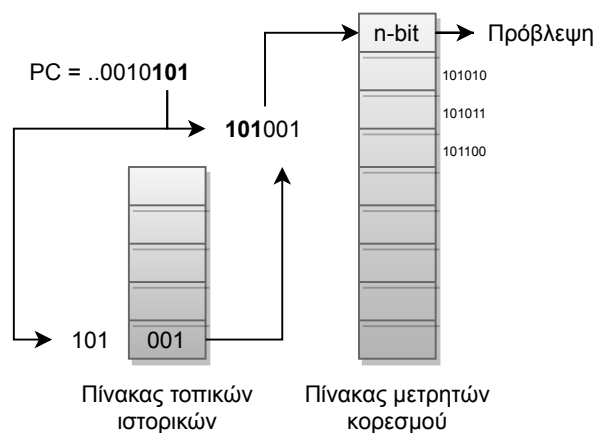 n-bit
Πρόβλεψη
PC = ..0010101
101010
101011
101001
101100
101
001
Πίνακας τοπικών
ιστορικών
Πίνακας μετρητών
κορεσμού